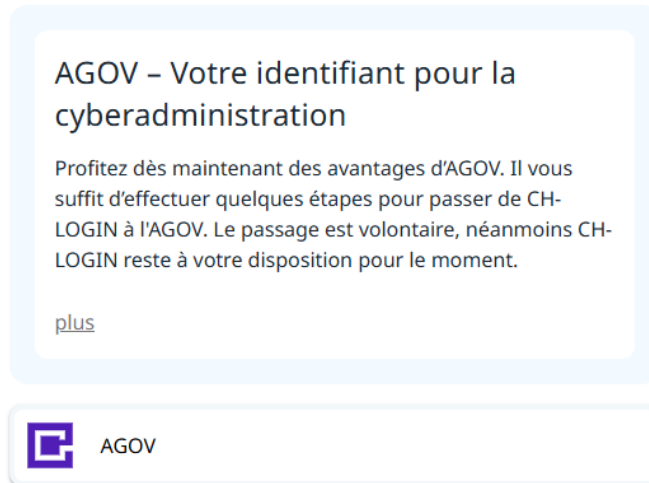 AGOV – Votre identifiant pour la
cyberadministration
Profitez dès maintenant des avantages d’AGOV. Il vous
suffit d’effectuer quelques étapes pour passer de CH-
LOGIN à l'AGOV. Le passage est volontaire, néanmoins CH-
LOGIN reste à votre disposition pour le moment.
plus
AGOV